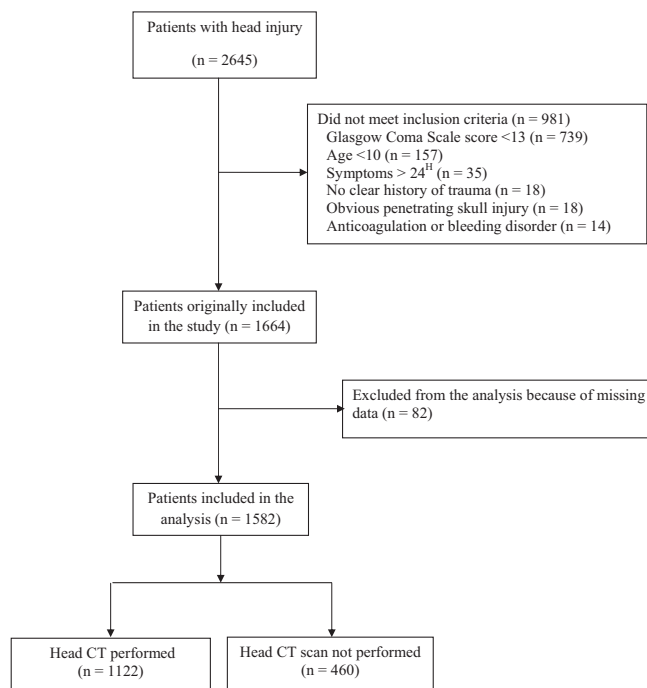 Patients with head injury
(n = 2645)
Did not meet inclusion criteria (n = 981)
Glasgow Coma Scale score <13 (n = 739)
Age <10 (n = 157)
Symptoms > 24ᴴ (n = 35)
No clear history of trauma (n = 18)
Obvious penetrating skull injury (n = 18)
Anticoagulation or bleeding disorder (n = 14)
Patients originally included
in the study (n = 1664)
Excluded from the analysis because of missing
data (n = 82)
Patients included in the
analysis (n = 1582)
Head CT performed
(n = 1122)
Head CT scan not performed
(n = 460)